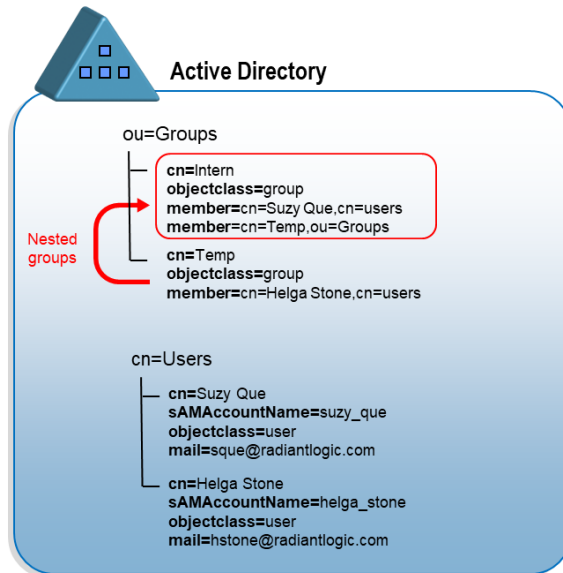 Active Directory
ou=Groups
cn=Intern
objectclass=group
member=cn=Suzy Que,cn=users
member=cn=Temp,ou=Groups
Nested
groups
cn=Temp
objectclass=group
member=cn=Helga Stone,cn=users
cn=Users
cn=Suzy Que
sAMAccountName=suzy_que
objectclass=user
mail=sque@radiantlogic.com
cn=Helga Stone
sAMAccountName=helga_stone
objectclass=user
mail=hstone@radiantlogic.com